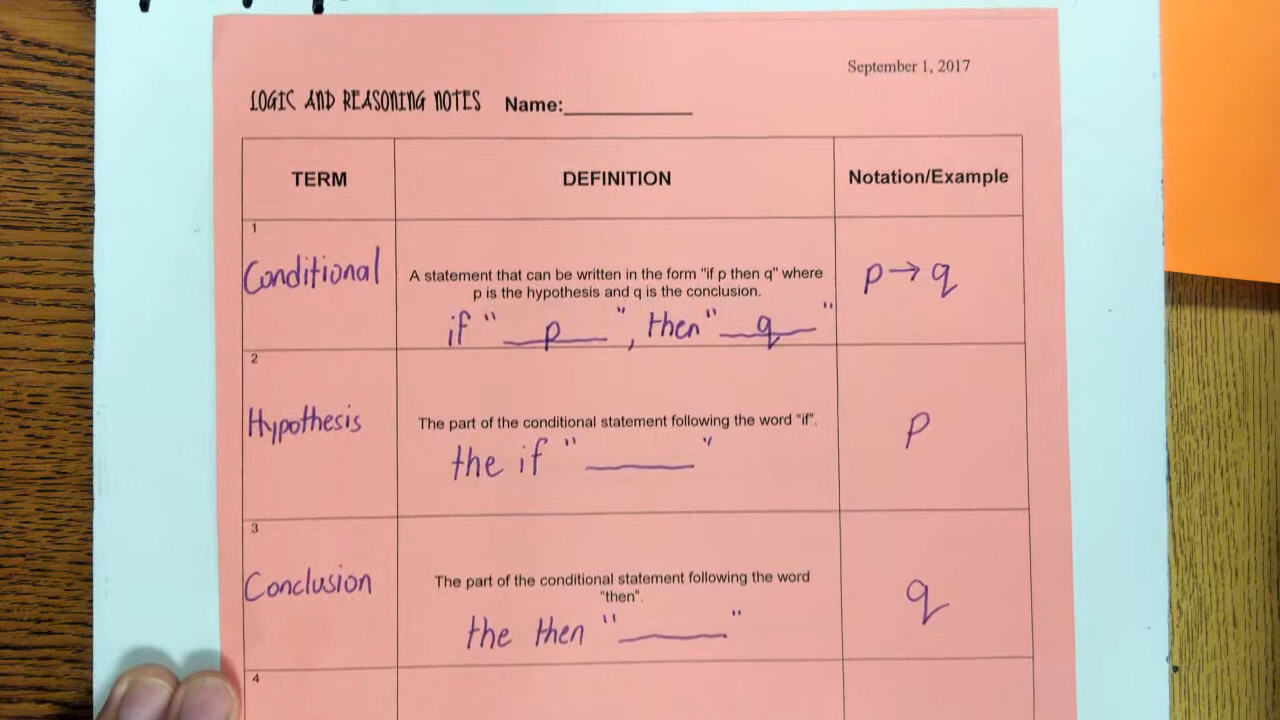 September 1, 2017
LOGIC AND REASONING NOTES Name:
TERM DEFINITION Notation/Example
1
Conditional
A statement that can be written in the form "if p then q" where
p is the hypothesis and q is the conclusion.
if "p", then "q"
p → q
2
Hypothesis
The part of the conditional statement following the word "if".
the if "____"
p
3
Conclusion
The part of the conditional statement following the word
"then".
the then "____"
q
4